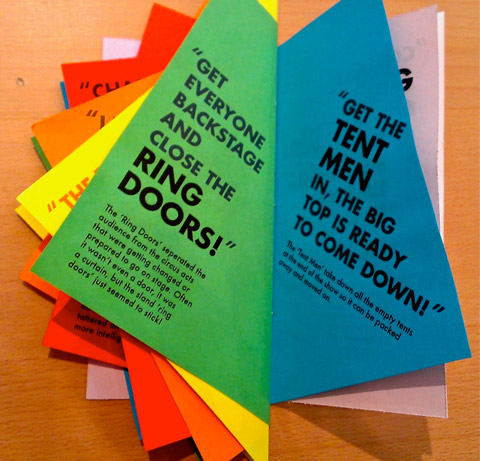 "GET
EVERYONE
BACKSTAGE
AND
CLOSE THE
RING
DOORS!"
The 'Ring Doors' seperated the
audience from the circus acts
that were getting changed or
prepared to go on stage. Often
it wasn't even a door, it was
a curtain, but the stand 'ring
doors' just seemed to stick!
"GET THE
TENT
MEN
IN, THE BIG
TOP IS READY
TO COME DOWN!"
The 'Tent Men' take down all the empty tents
at the end of the show so it can be packed
away and moved on.
"THE
tattered
more